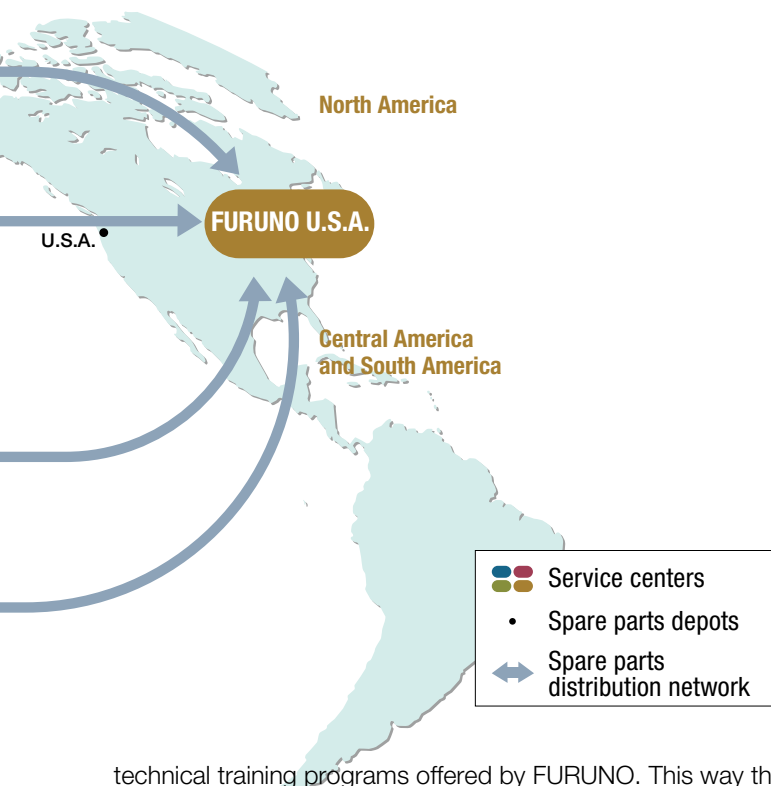 North America
FURUNO U.S.A.
U.S.A.
Central America
and South America
Service centers
Spare parts depots
Spare parts
distribution network
technical training programs offered by FURUNO. This way th